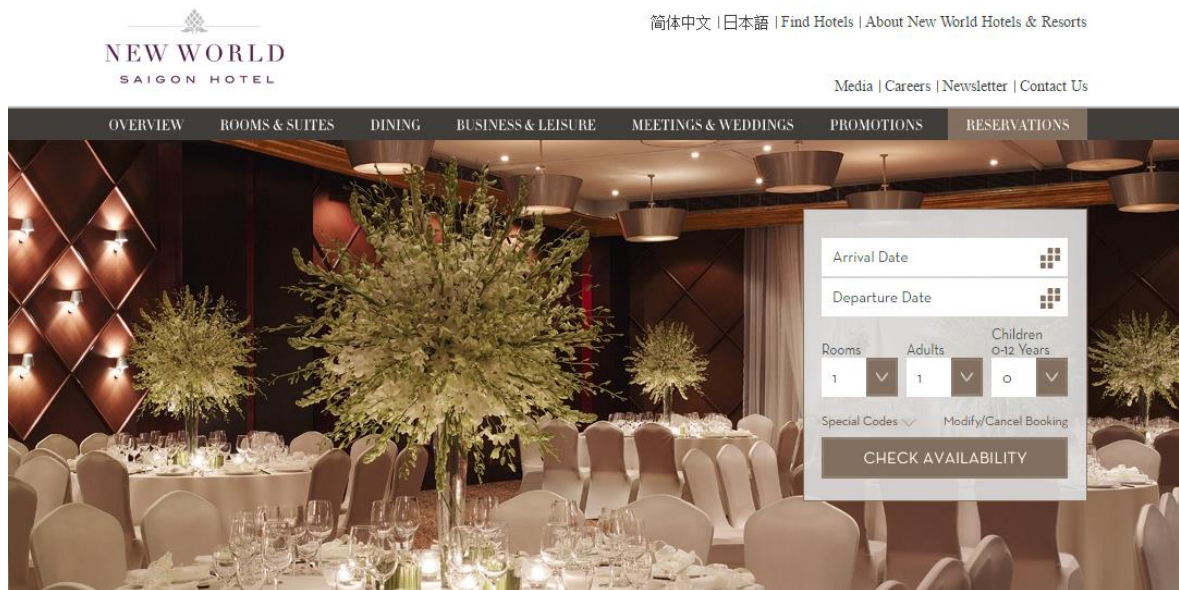 简体中文 | 日本語 | Find Hotels | About New World Hotels & Resorts
NEW WORLD
SAIGON HOTEL
Media | Careers | Newsletter | Contact Us
OVERVIEW ROOMS & SUITES DINING BUSINESS & LEISURE MEETINGS & WEDDINGS PROMOTIONS RESERVATIONS
Arrival Date
Departure Date
Rooms Adults Children 0-12 Years
1 1 0
Special Codes Modify/Cancel Booking
CHECK AVAILABILITY